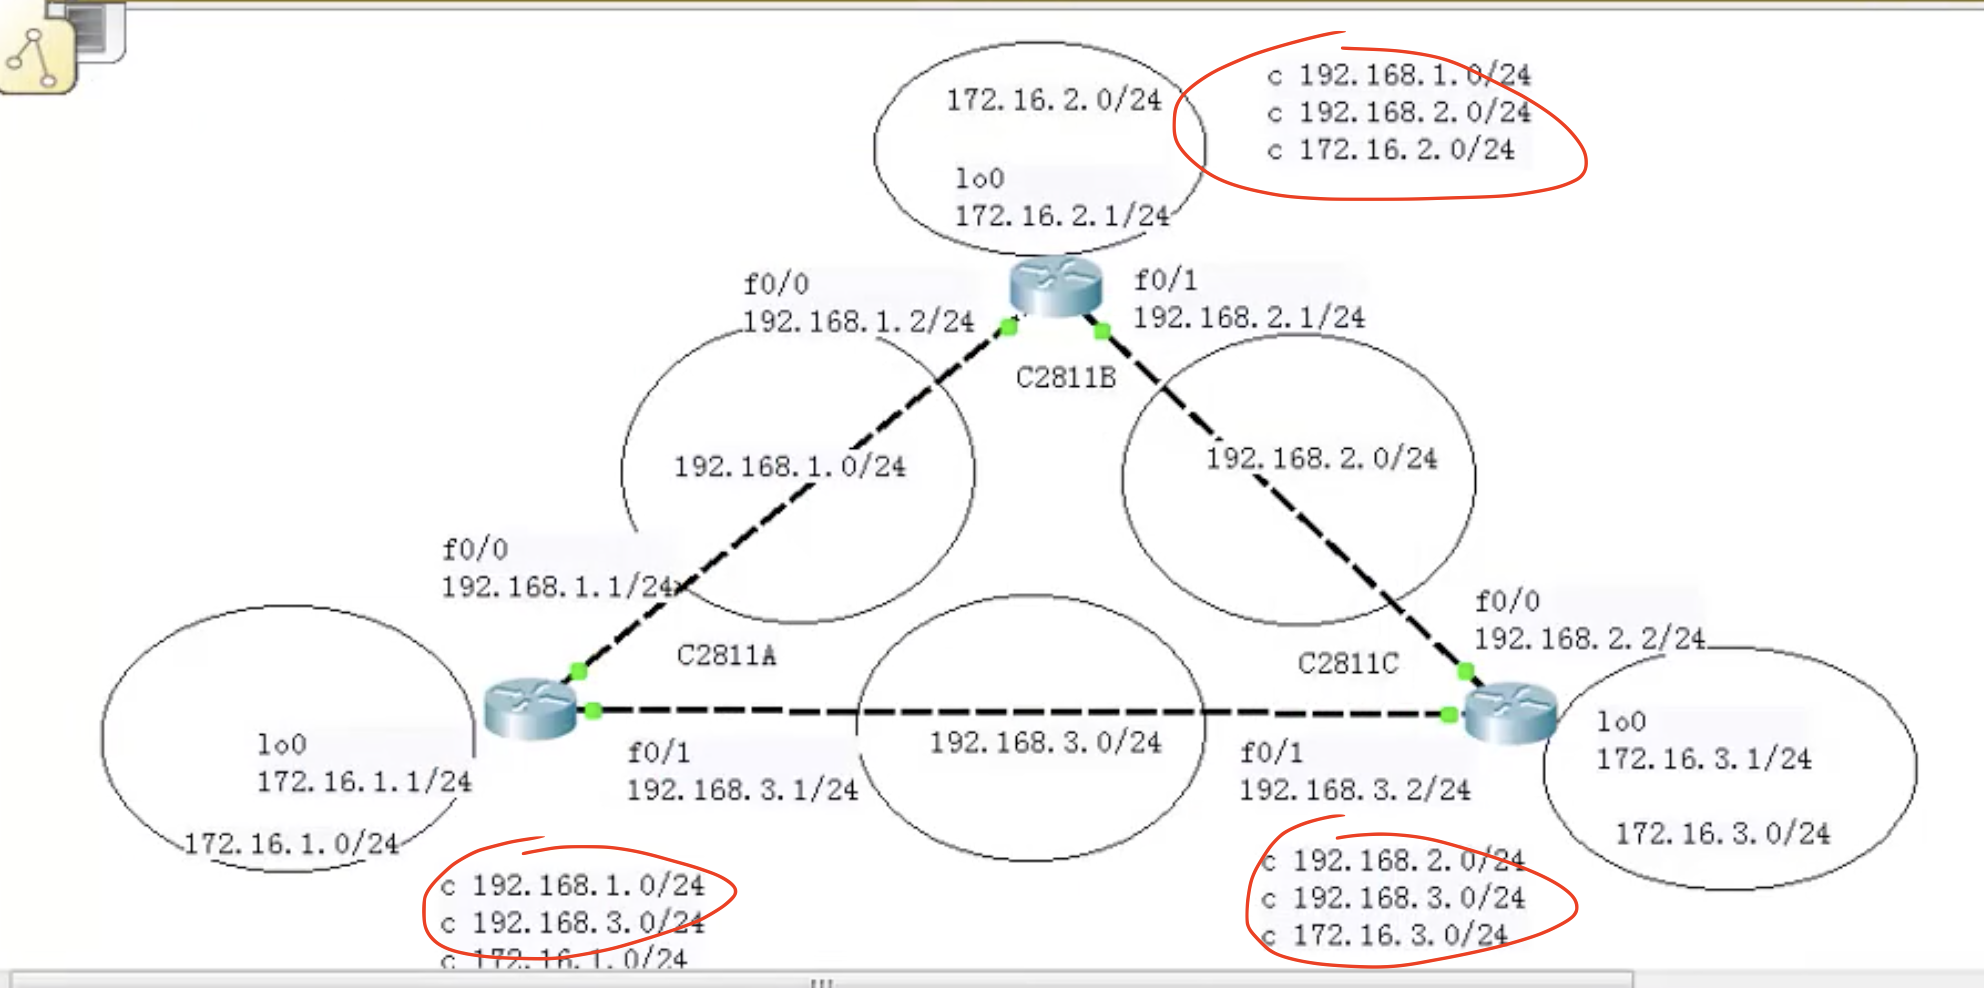 172.16.2.0/24
lo0
172.16.2.1/24
c 192.168.1.0/24
c 192.168.2.0/24
c 172.16.2.0/24
f0/0
192.168.1.2/24
f0/1
192.168.2.1/24
C2811B
192.168.1.0/24
192.168.2.0/24
f0/0
192.168.1.1/24
f0/0
192.168.2.2/24
C2811A
C2811C
lo0
172.16.1.1/24
172.16.1.0/24
f0/1
192.168.3.1/24
192.168.3.0/24
f0/1
192.168.3.2/24
lo0
172.16.3.1/24
172.16.3.0/24
c 192.168.1.0/24
c 192.168.3.0/24
c 172.16.1.0/24
c 192.168.2.0/24
c 192.168.3.0/24
c 172.16.3.0/24